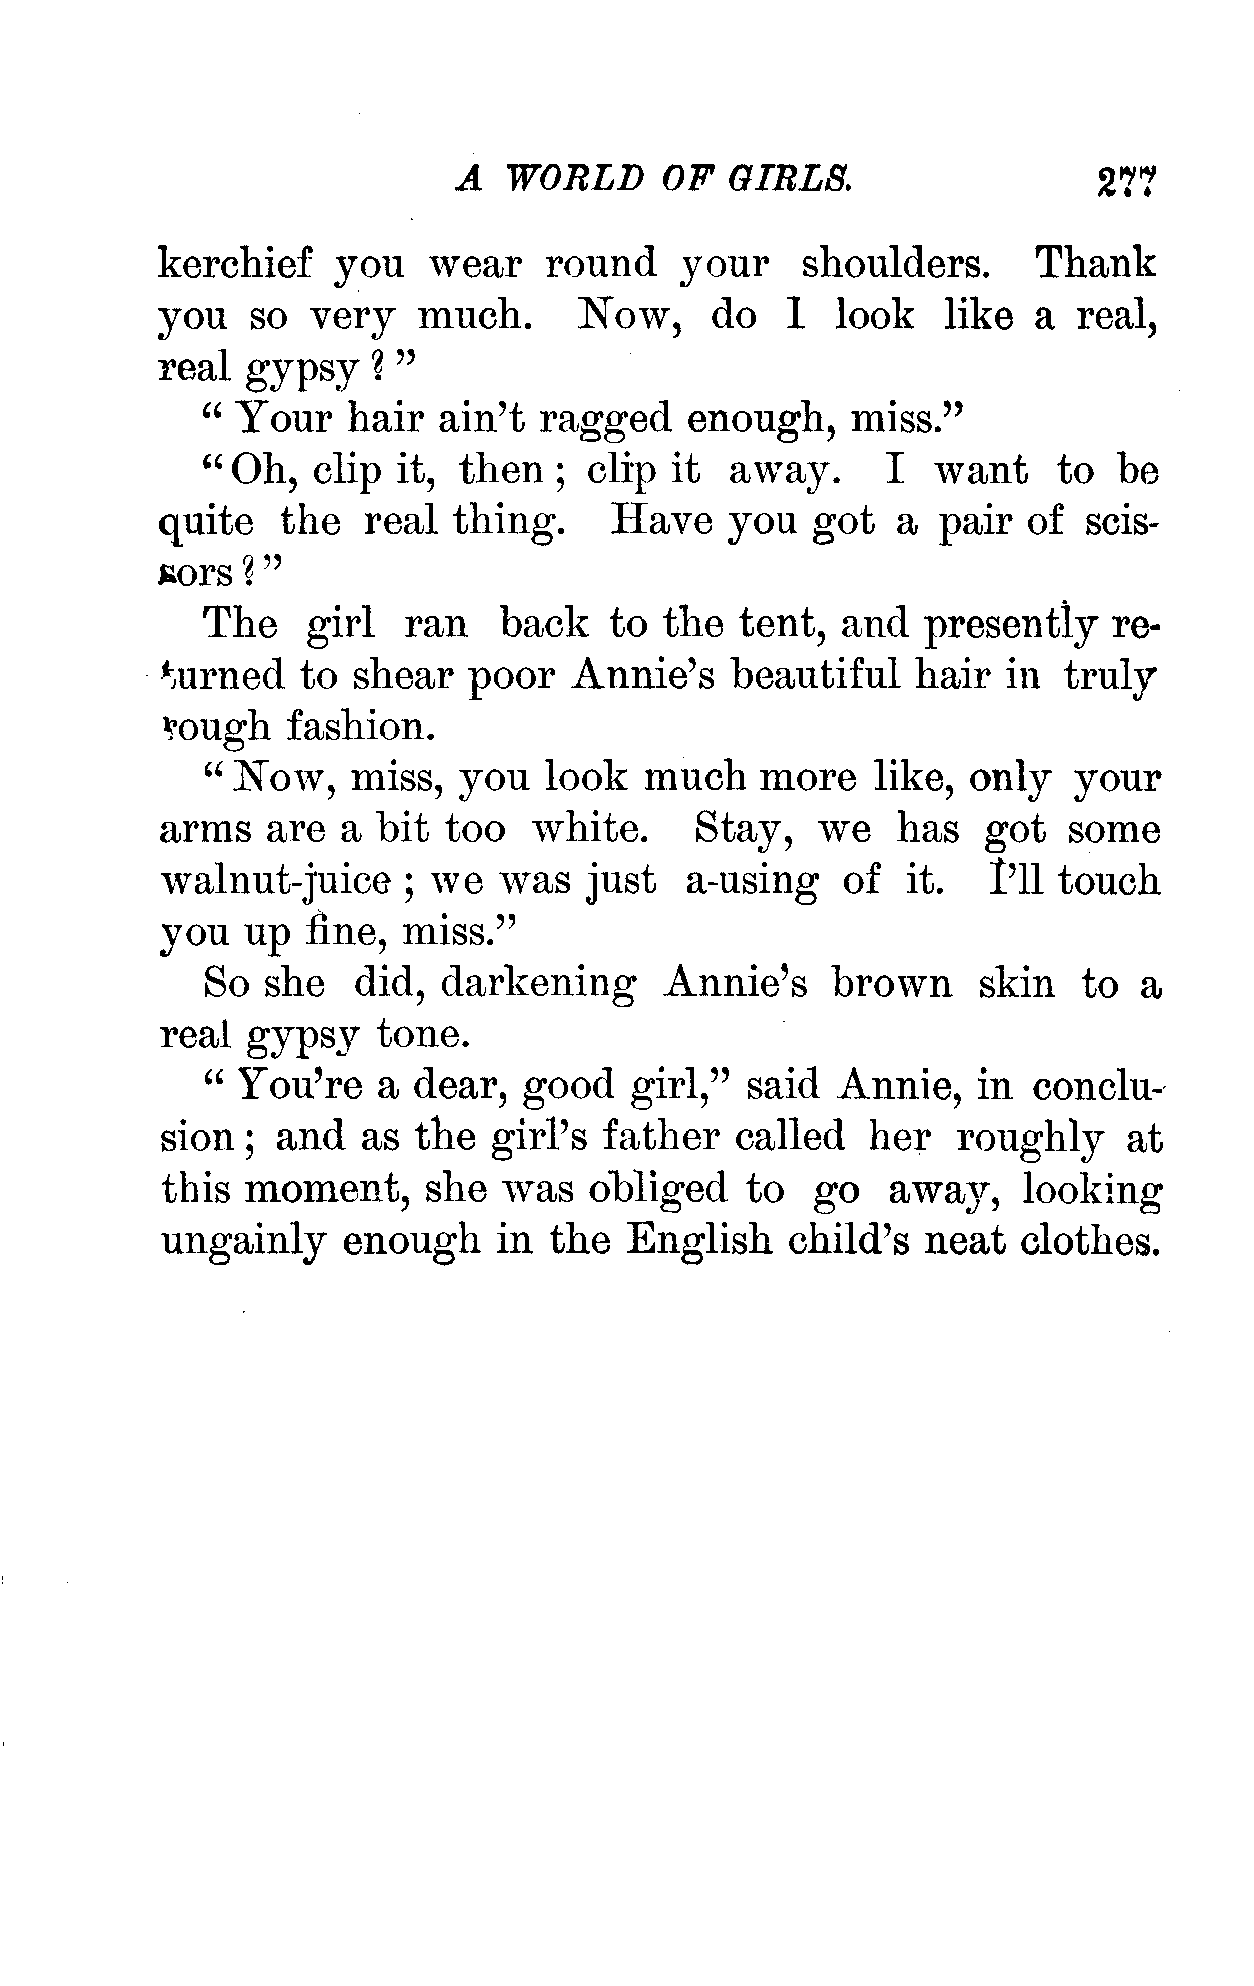 A WORLD OF GIRLS. 277
kerchief you wear round your shoulders. Thank
you so very much. Now, do I look like a real,
real gypsy?"
"Your hair ain't ragged enough, miss."
"Oh, clip it, then; clip it away. I want to be
quite the real thing. Have you got a pair of scis-
sors?"
The girl ran back to the tent, and presently re-
turned to shear poor Annie's beautiful hair in truly
rough fashion.
"Now, miss, you look much more like, only your
arms are a bit too white. Stay, we has got some
walnut-juice; we was just a-using of it. I'll touch
you up fine, miss."
So she did, darkening Annie's brown skin to a
real gypsy tone.
"You're a dear, good girl," said Annie, in conclu-
sion; and as the girl's father called her roughly at
this moment, she was obliged to go away, looking
ungainly enough in the English child's neat clothes.